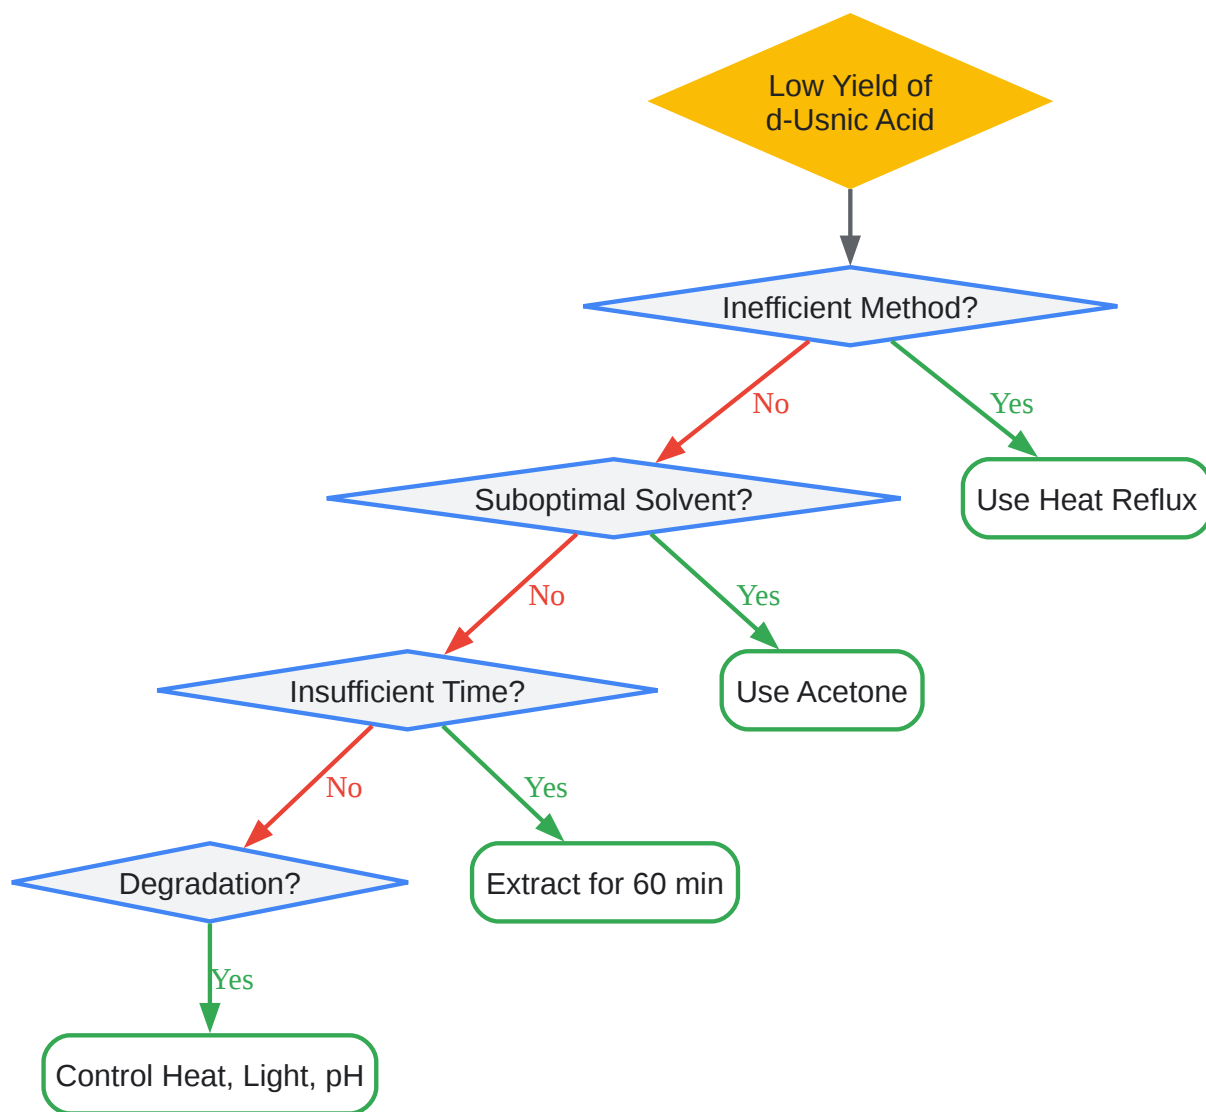 Low Yield of
d-Usnic Acid
Inefficient Method?
No
Yes
Suboptimal Solvent?
Use Heat Reflux
No
Yes
Insufficient Time?
Use Acetone
No
Yes
Degradation?
Extract for 60 min
Yes
Control Heat, Light, pH